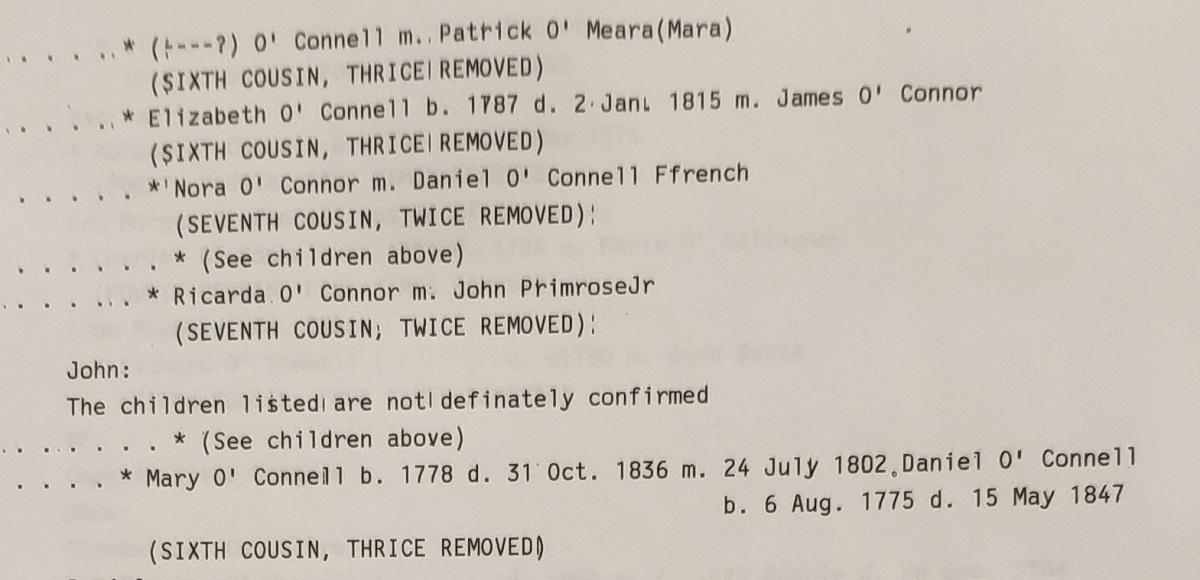 . . . . . . * (---?) O' Connell m. Patrick O' Meara(Mara)
(SIXTH COUSIN, THRICE REMOVED)
. . . . . . * Elizabeth O' Connell b. 1787 d. 2 Jan. 1815 m. James O' Connor
(SIXTH COUSIN, THRICE REMOVED)
. . . . . * Nora O' Connor m. Daniel O' Connell Ffrench
(SEVENTH COUSIN, TWICE REMOVED)
. . . . . . * (See children above)
. . . . . . * Ricarda O' Connor m. John PrimroseJr
(SEVENTH COUSIN, TWICE REMOVED)
John:
The children listed are not definately confirmed
. . . . . . . * (See children above)
. . . . * Mary O' Connell b. 1778 d. 31 Oct. 1836 m. 24 July 1802 Daniel O' Connell
b. 6 Aug. 1775 d. 15 May 1847
(SIXTH COUSIN, THRICE REMOVED)